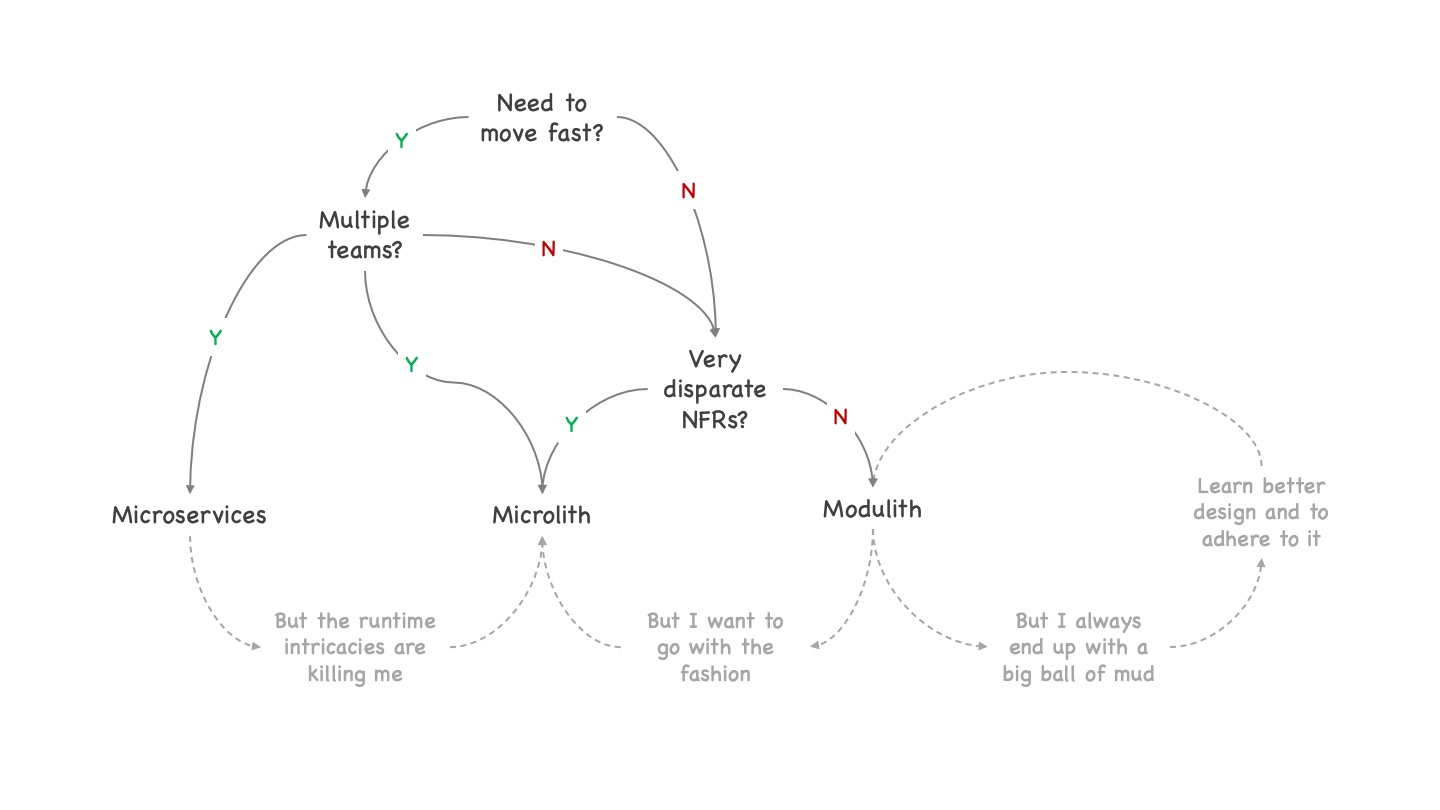 Need to
move fast?
Y
N
Multiple
teams?
N
Y
Y
Very
disparate
NFRs?
Y
N
Microservices
Microlith
Modulith
Learn better
design and to
adhere to it
But the runtime
intricacies are
killing me
But I want to
go with the
fashion
But I always
end up with a
big ball of mud